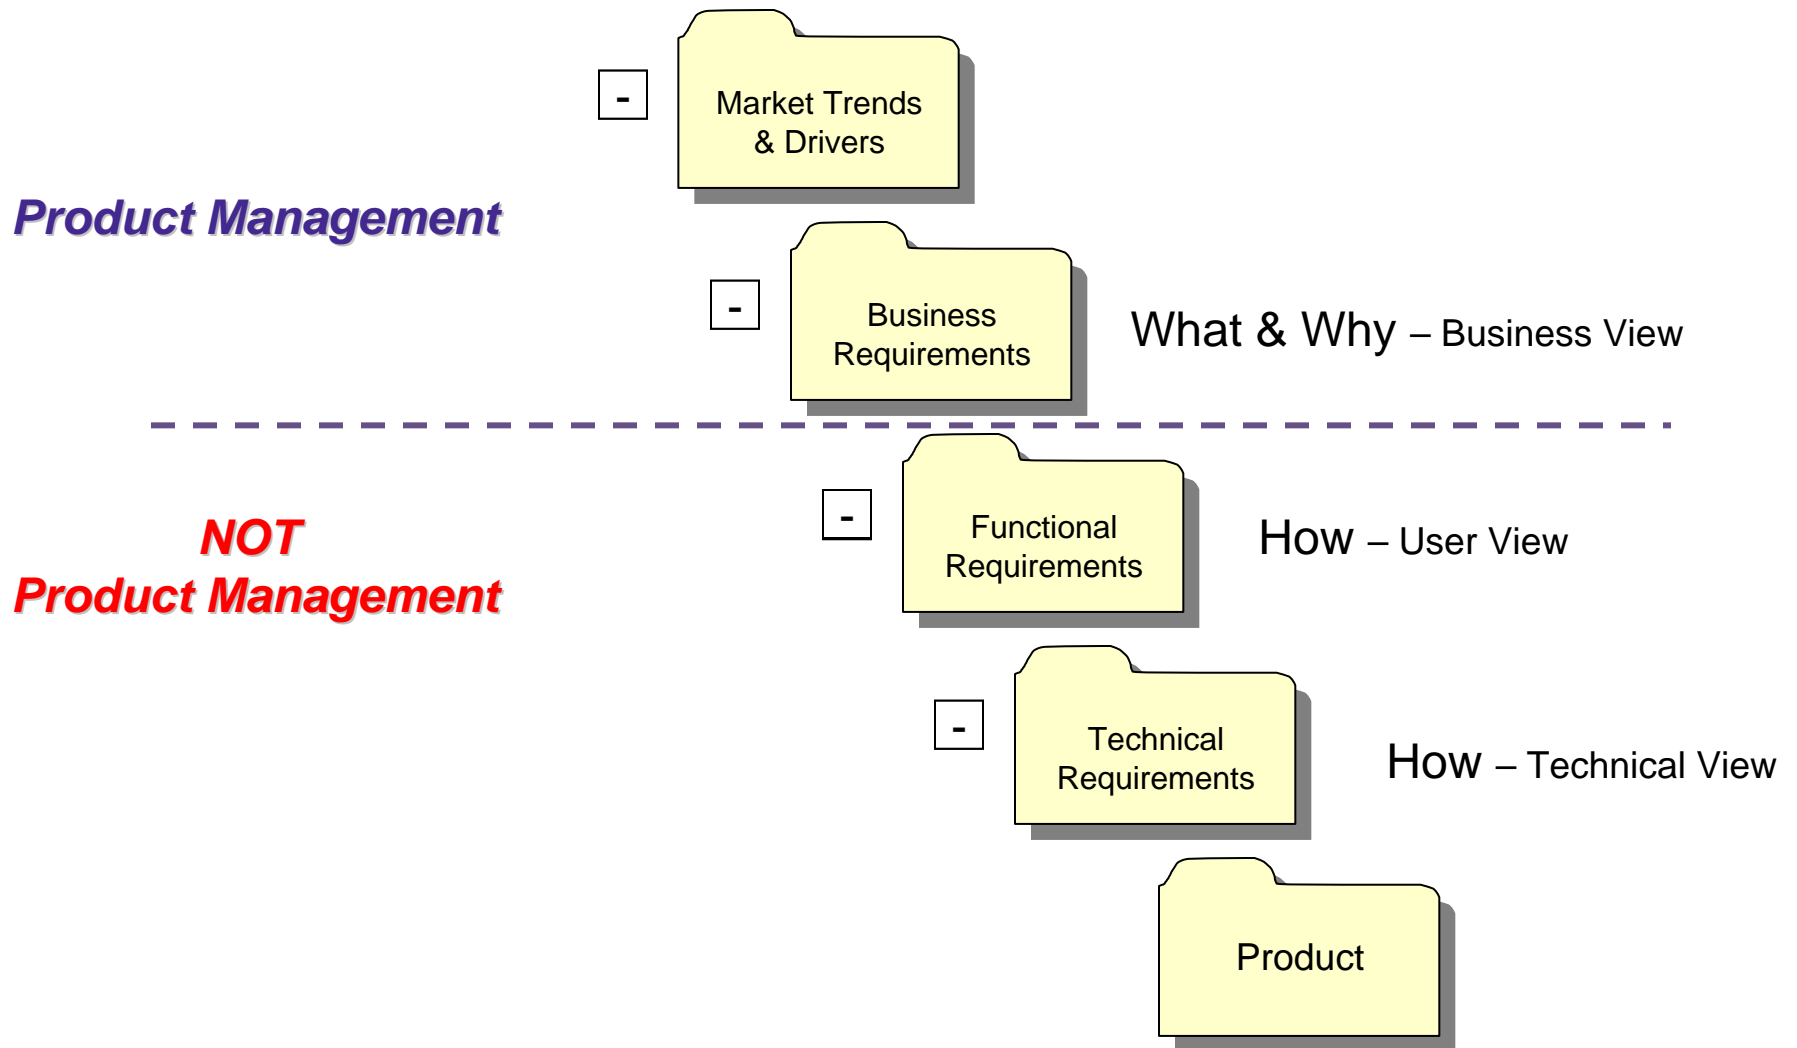 -
Market Trends
& Drivers
Product Management
-
Business
Requirements
What & Why – Business View
NOT
Product Management
-
Functional
Requirements
How – User View
-
Technical
Requirements
How – Technical View
Product